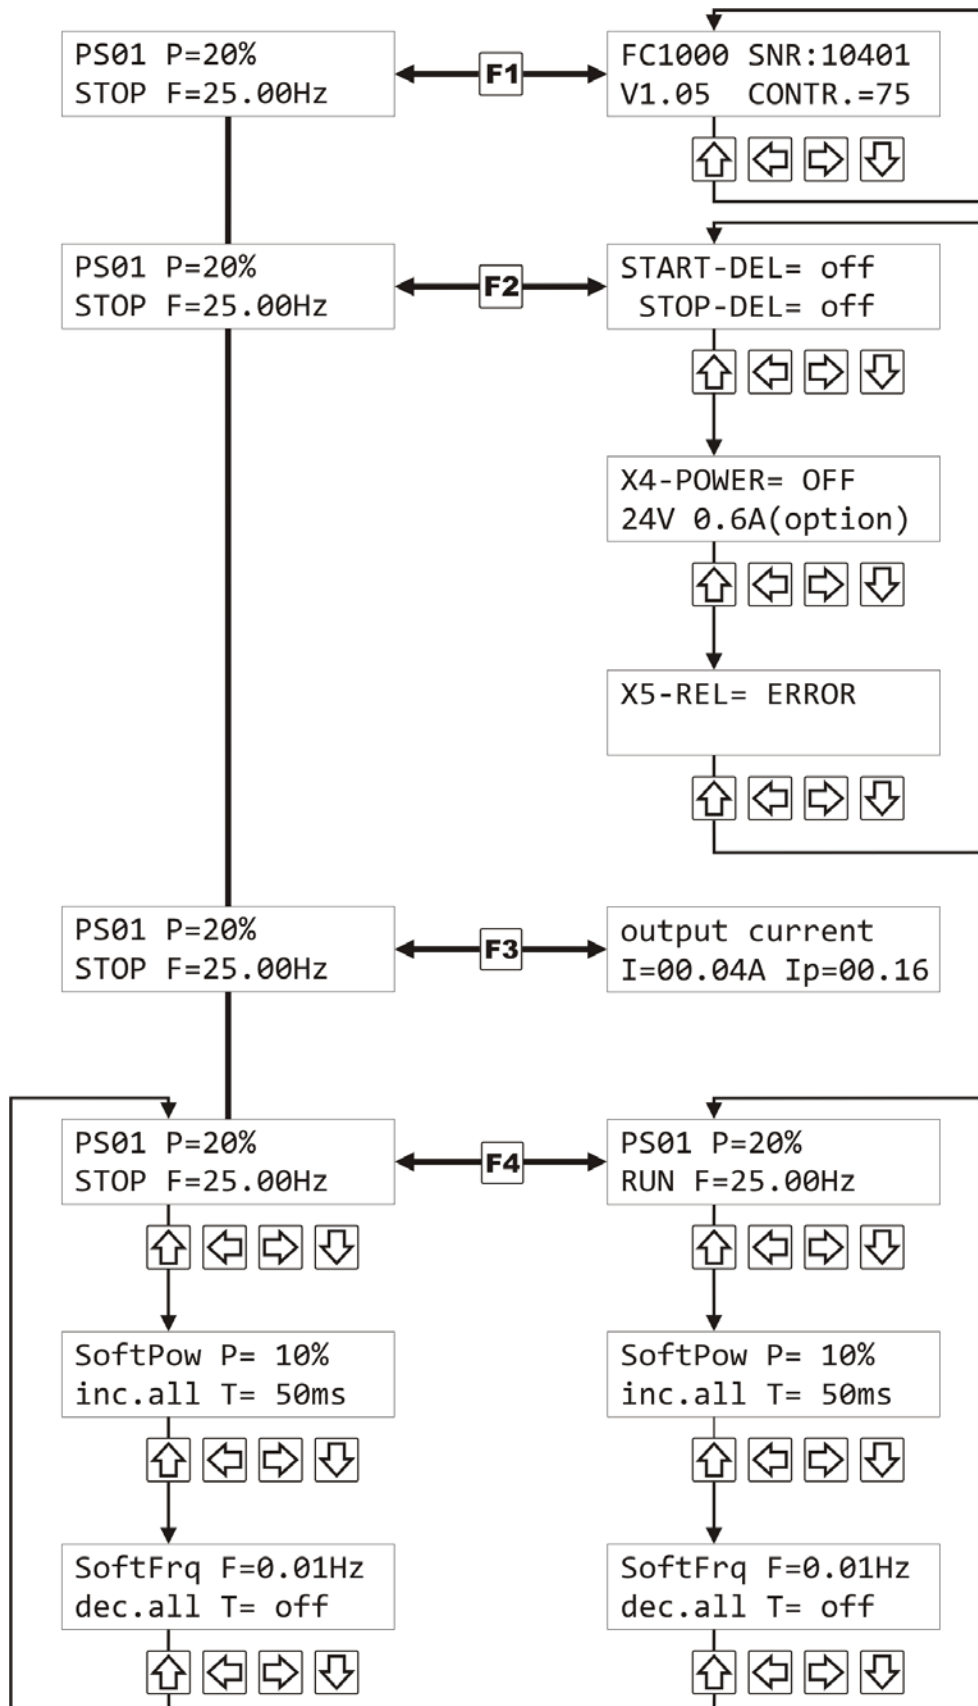 PS01 P=20%
STOP F=25.00Hz
F1
FC1000 SNR:10401
V1.05 CONTR.=75
PS01 P=20%
STOP F=25.00Hz
F2
START-DEL= off
STOP-DEL= off
X4-POWER= OFF
24V 0.6A(option)
X5-REL= ERROR
PS01 P=20%
STOP F=25.00Hz
F3
output current
I=00.04A Ip=00.16
PS01 P=20%
STOP F=25.00Hz
F4
PS01 P=20%
RUN F=25.00Hz
SoftPow P= 10%
inc.all T= 50ms
SoftPow P= 10%
inc.all T= 50ms
SoftFrq F=0.01Hz
dec.all T= off
SoftFrq F=0.01Hz
dec.all T= off